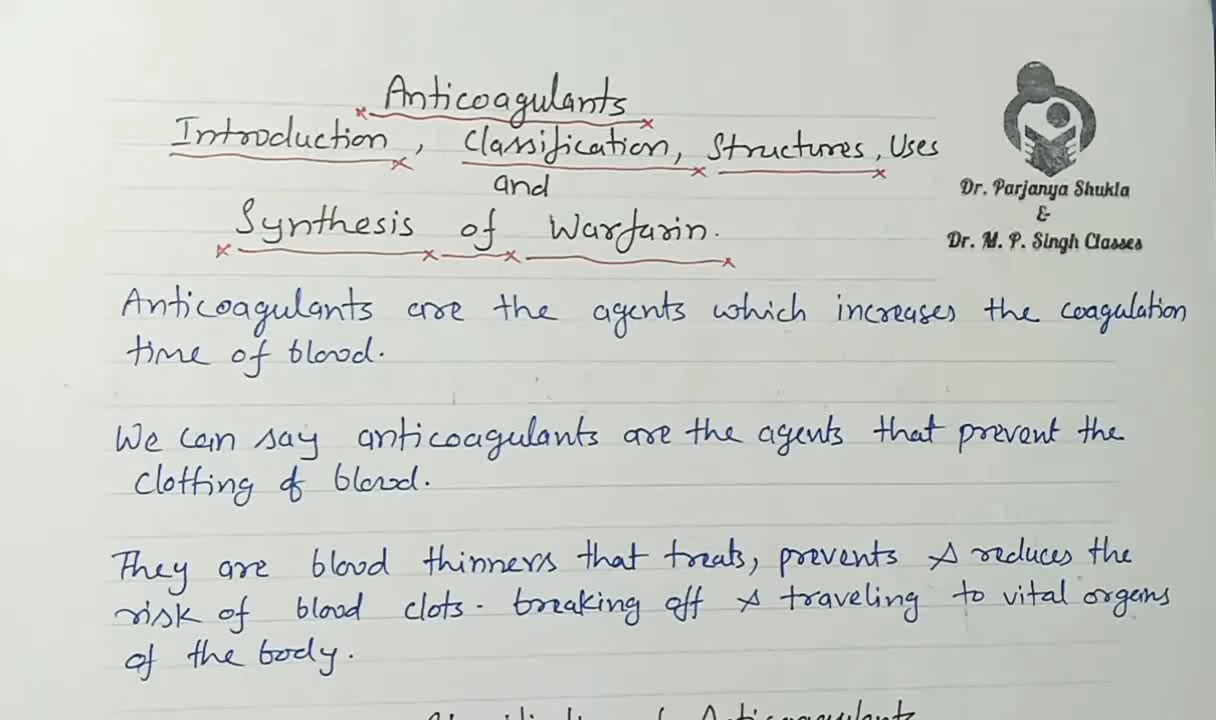 Anticoagulants
Introduction, Classification, Structures, Uses
and
Synthesis of Warfarin.
Dr. Parjanya Shukla
&
Dr. M. P. Singh Classes
Anticoagulants are the agents which increases the coagulation
time of blood.
We can say anticoagulants are the agents that prevent the
clotting of blood.
They are blood thinners that treats, prevents & reduces the
risk of blood clots - breaking off & traveling to vital organs
of the body.